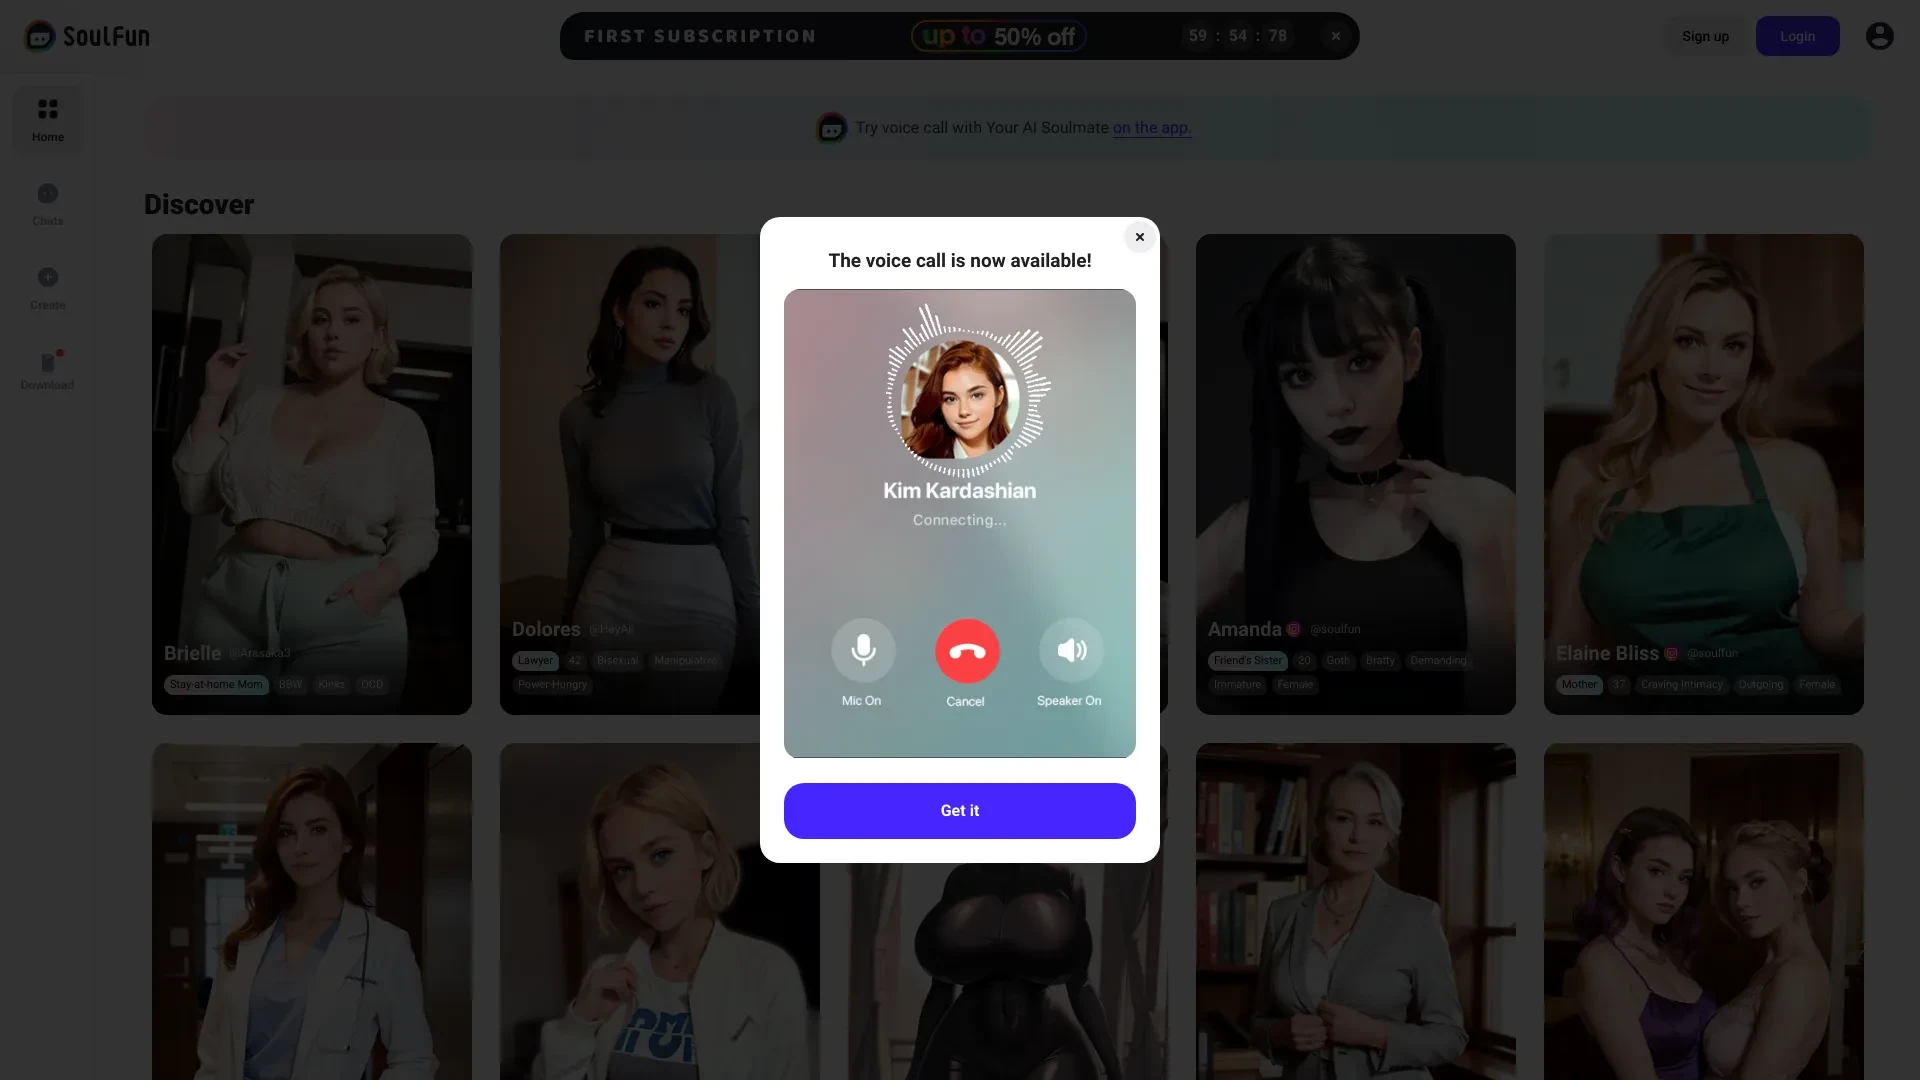 SoulFun
FIRST SUBSCRIPTION
up to 50% off
59 : 54 : 78
Sign up
Login
Home
Chats
Create
Download
Try voice call with Your AI Soulmate on the app.
Discover
The voice call is now available!
Kim Kardashian
Connecting...
Mic On
Cancel
Speaker On
Get it
Brielle @Arasaka3
Stay-at-home Mom BBW Kinks OCD
Dolores @HeyAli
Lawyer 42 Bisexual Manipulative
Power-Hungry
Amanda @soulfun
Friend's Sister 20 Goth Bratty Demanding
Immature Female
Elaine Bliss @soulfun
Mother 37 Craving Intimacy Outgoing Female